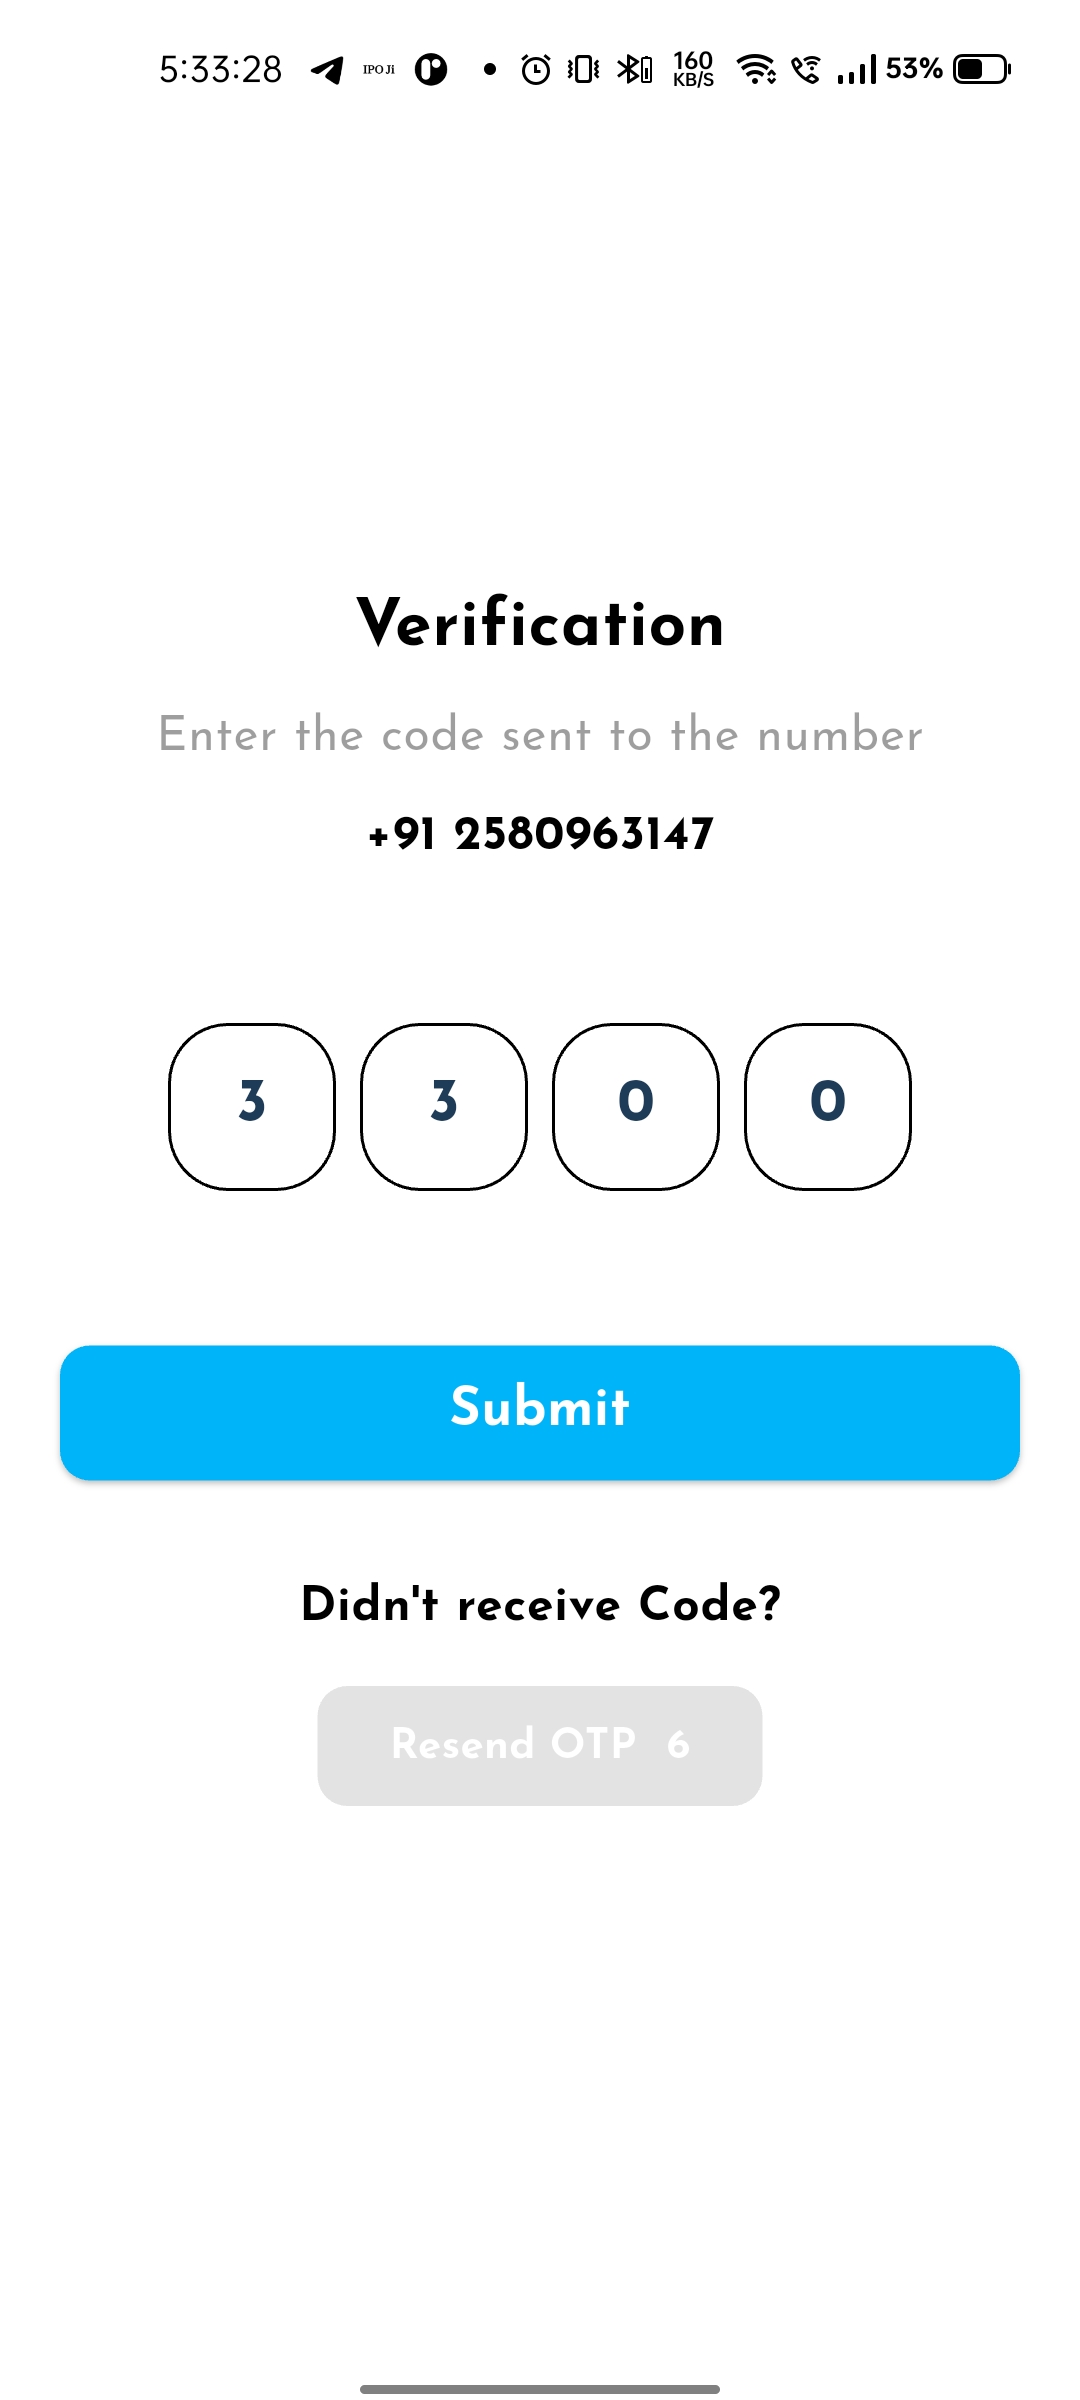 5:33:28 IPO Ji 160 KB/S 53%
Verification
Enter the code sent to the number
+91 2580963147
3 3 0 0
Submit
Didn't receive Code?
Resend OTP 6